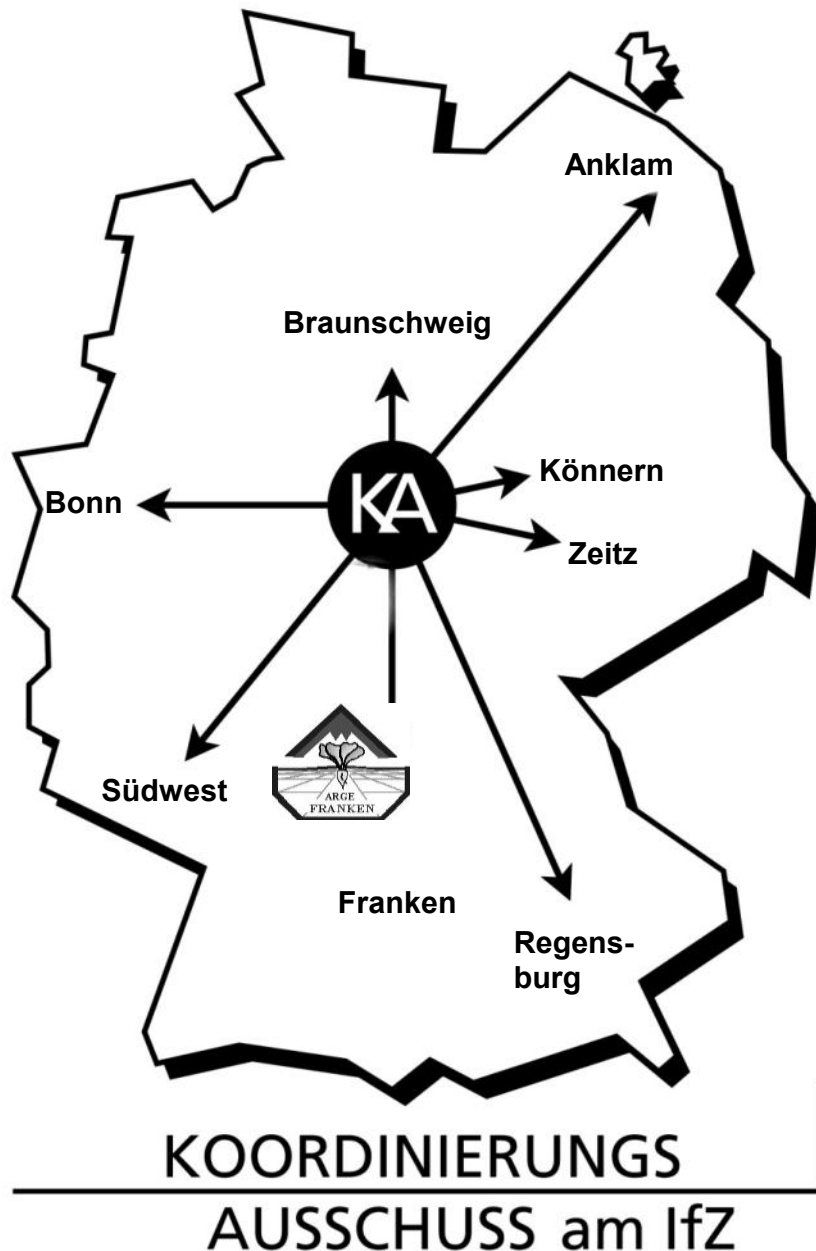 Anklam
Braunschweig
Könnern
Bonn
KA
Zeitz
Südwest
ARGE
FRANKEN
Franken
Regens-
burg
KOORDINIERUNGS
AUSSCHUSS am IfZ